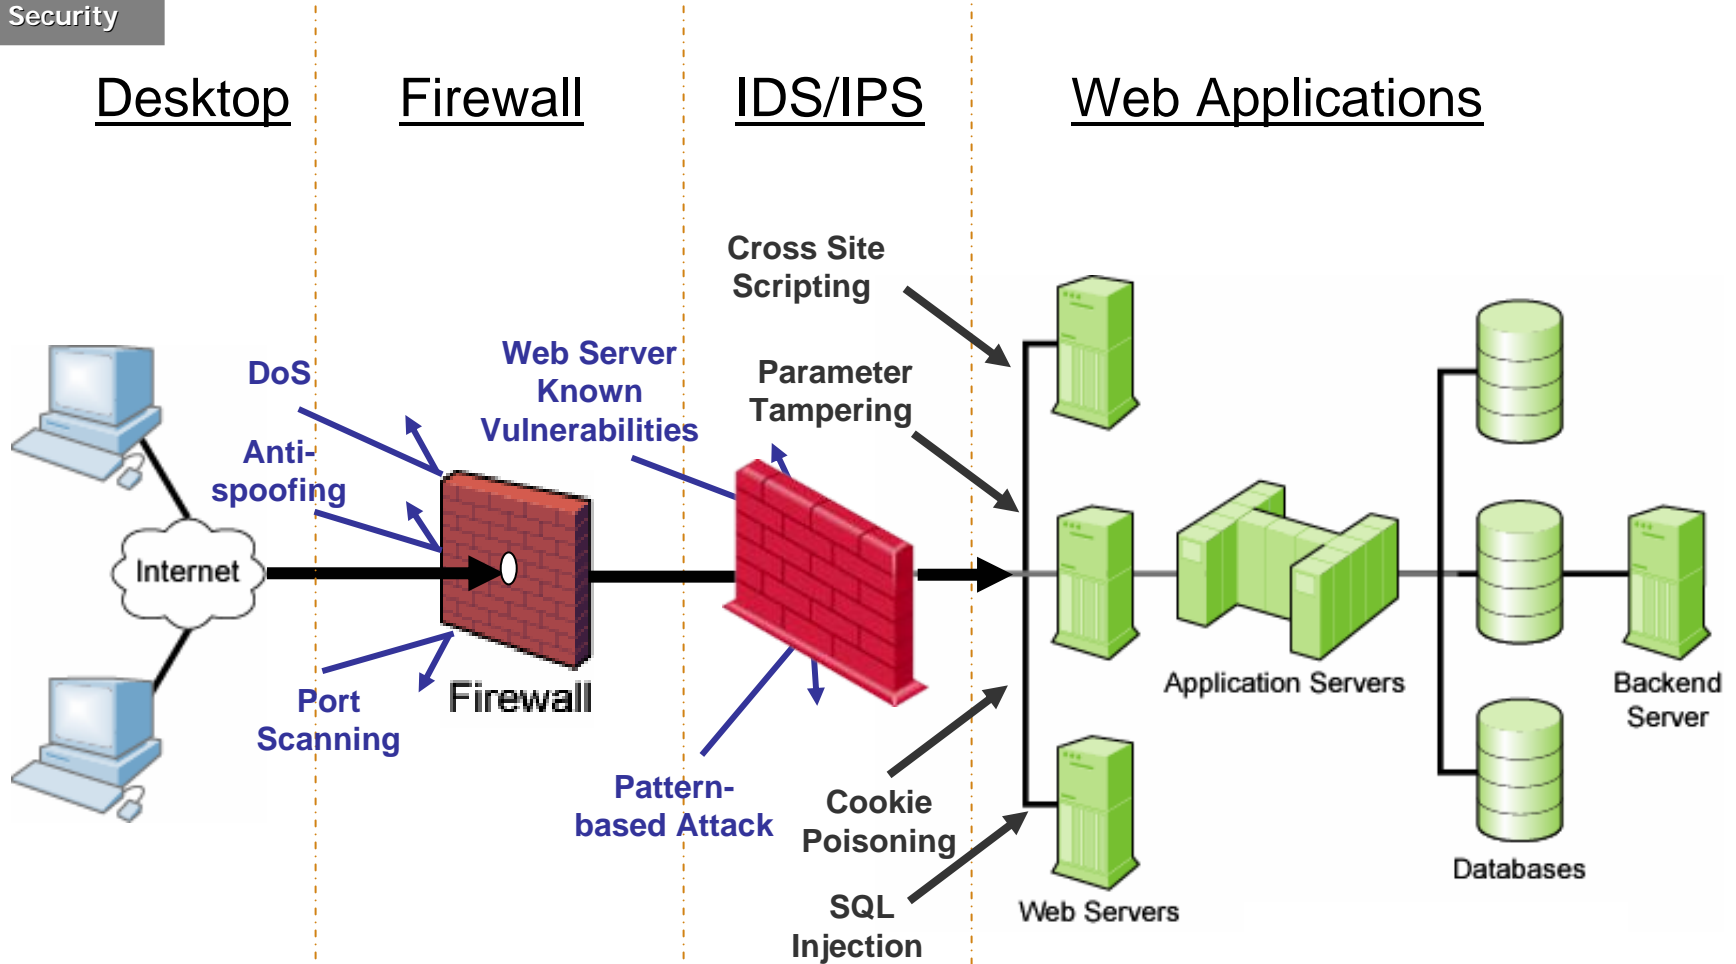 Security
Desktop
Firewall
IDS/IPS
Web Applications
Cross Site
Scripting
Web Server
Known
Vulnerabilities
DoS
Parameter
Tampering
Anti-
spoofing
Internet
Firewall
Port
Scanning
Pattern-
based Attack
Cookie
Poisoning
SQL
Injection
Application Servers
Backend
Server
Databases
Web Servers